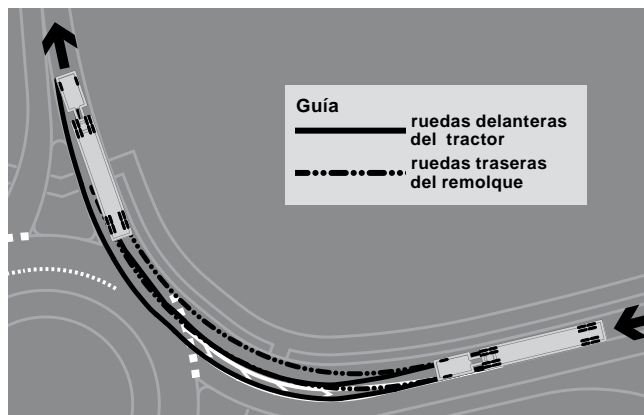 Guía
ruedas delanteras
del tractor
ruedas traseras
del remolque